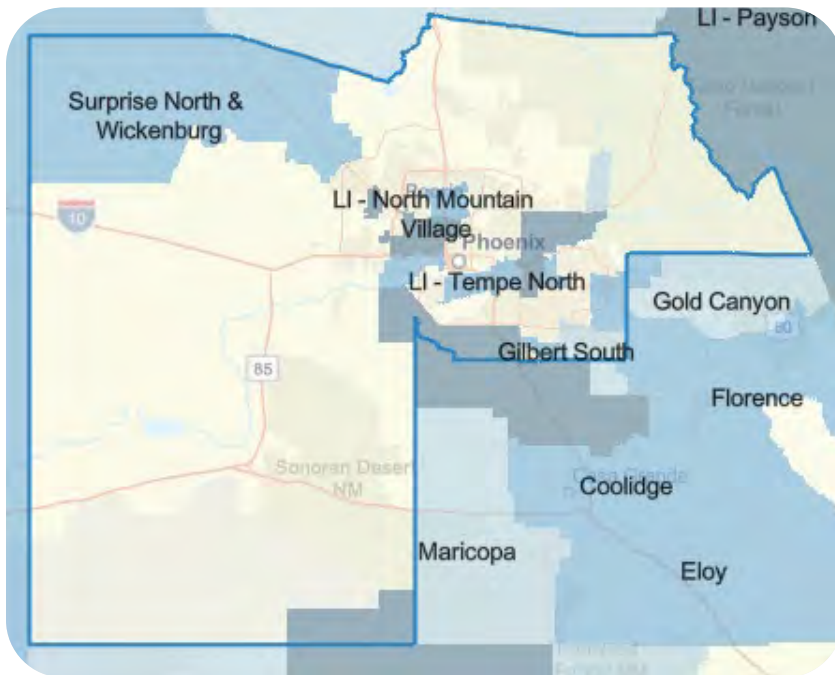 LI - Payson
Surprise North &
Wickenburg
10
LI - North Mountain
Village
Phoenix
LI - Tempe North
Gold Canyon
60
Gilbert South
85
Florence
Sonoran Desert
NM
Casa Grande
Coolidge
Maricopa
Eloy